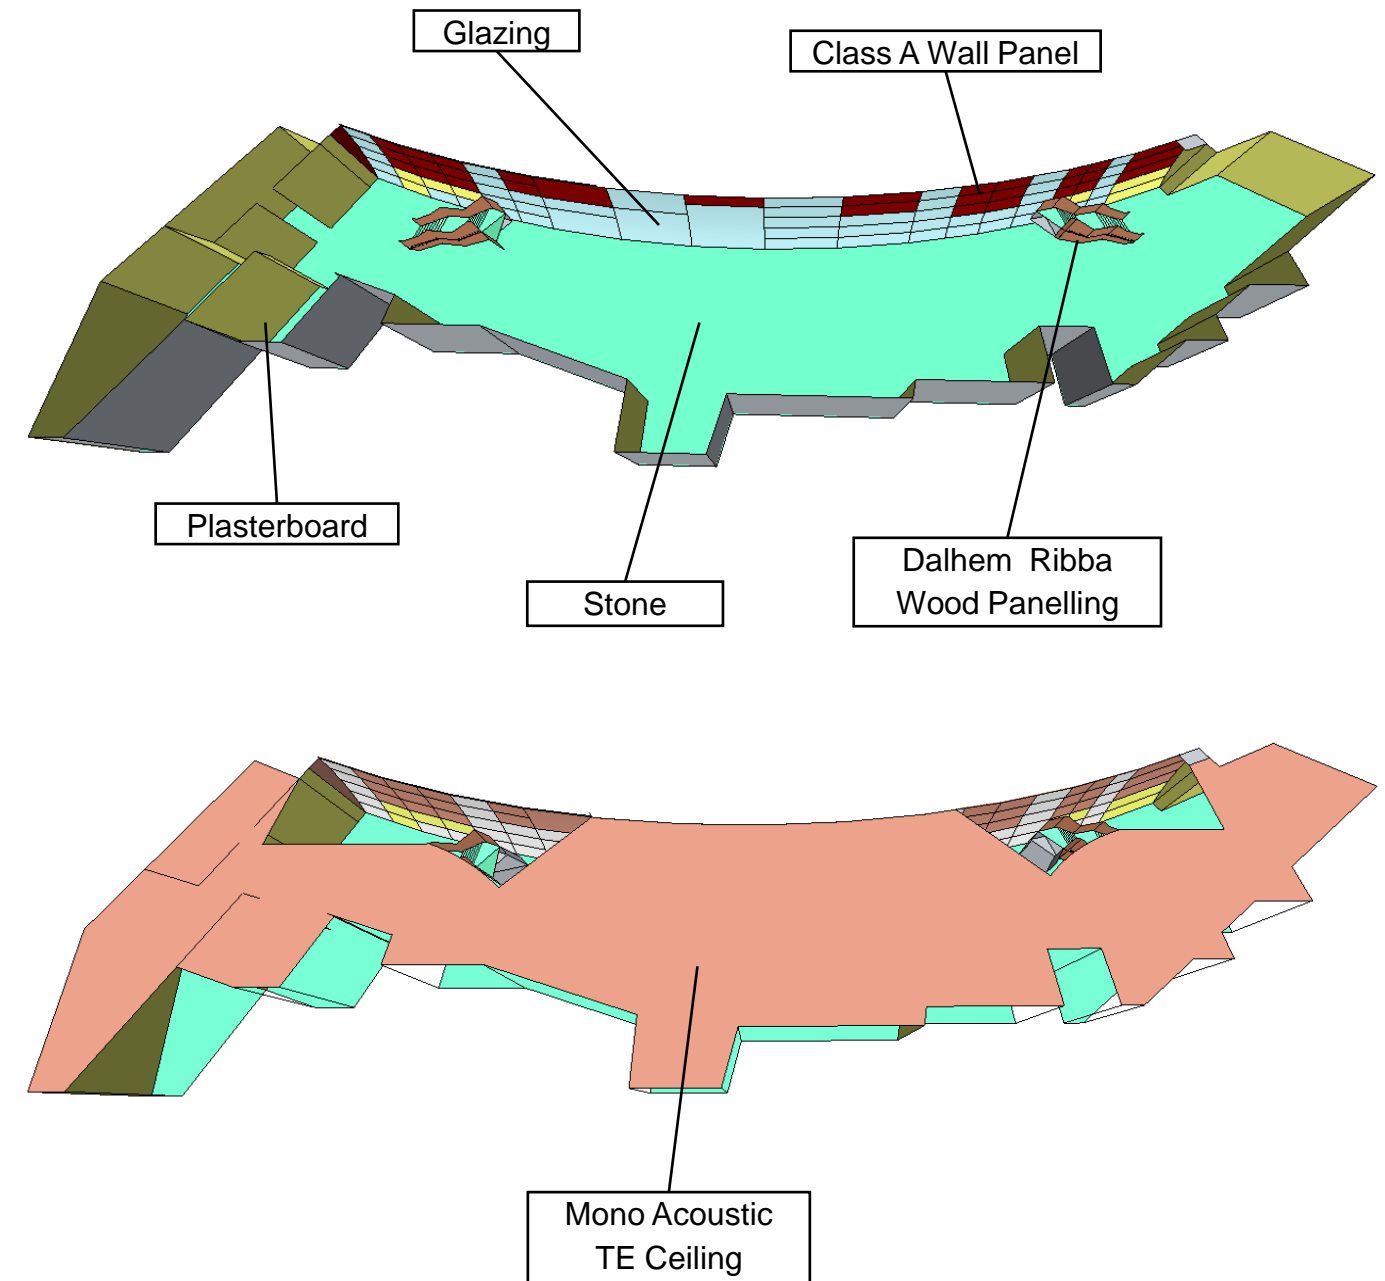 Glazing
Class A Wall Panel
Plasterboard
Stone
Dalhem Ribba
Wood Panelling
Mono Acoustic
TE Ceiling